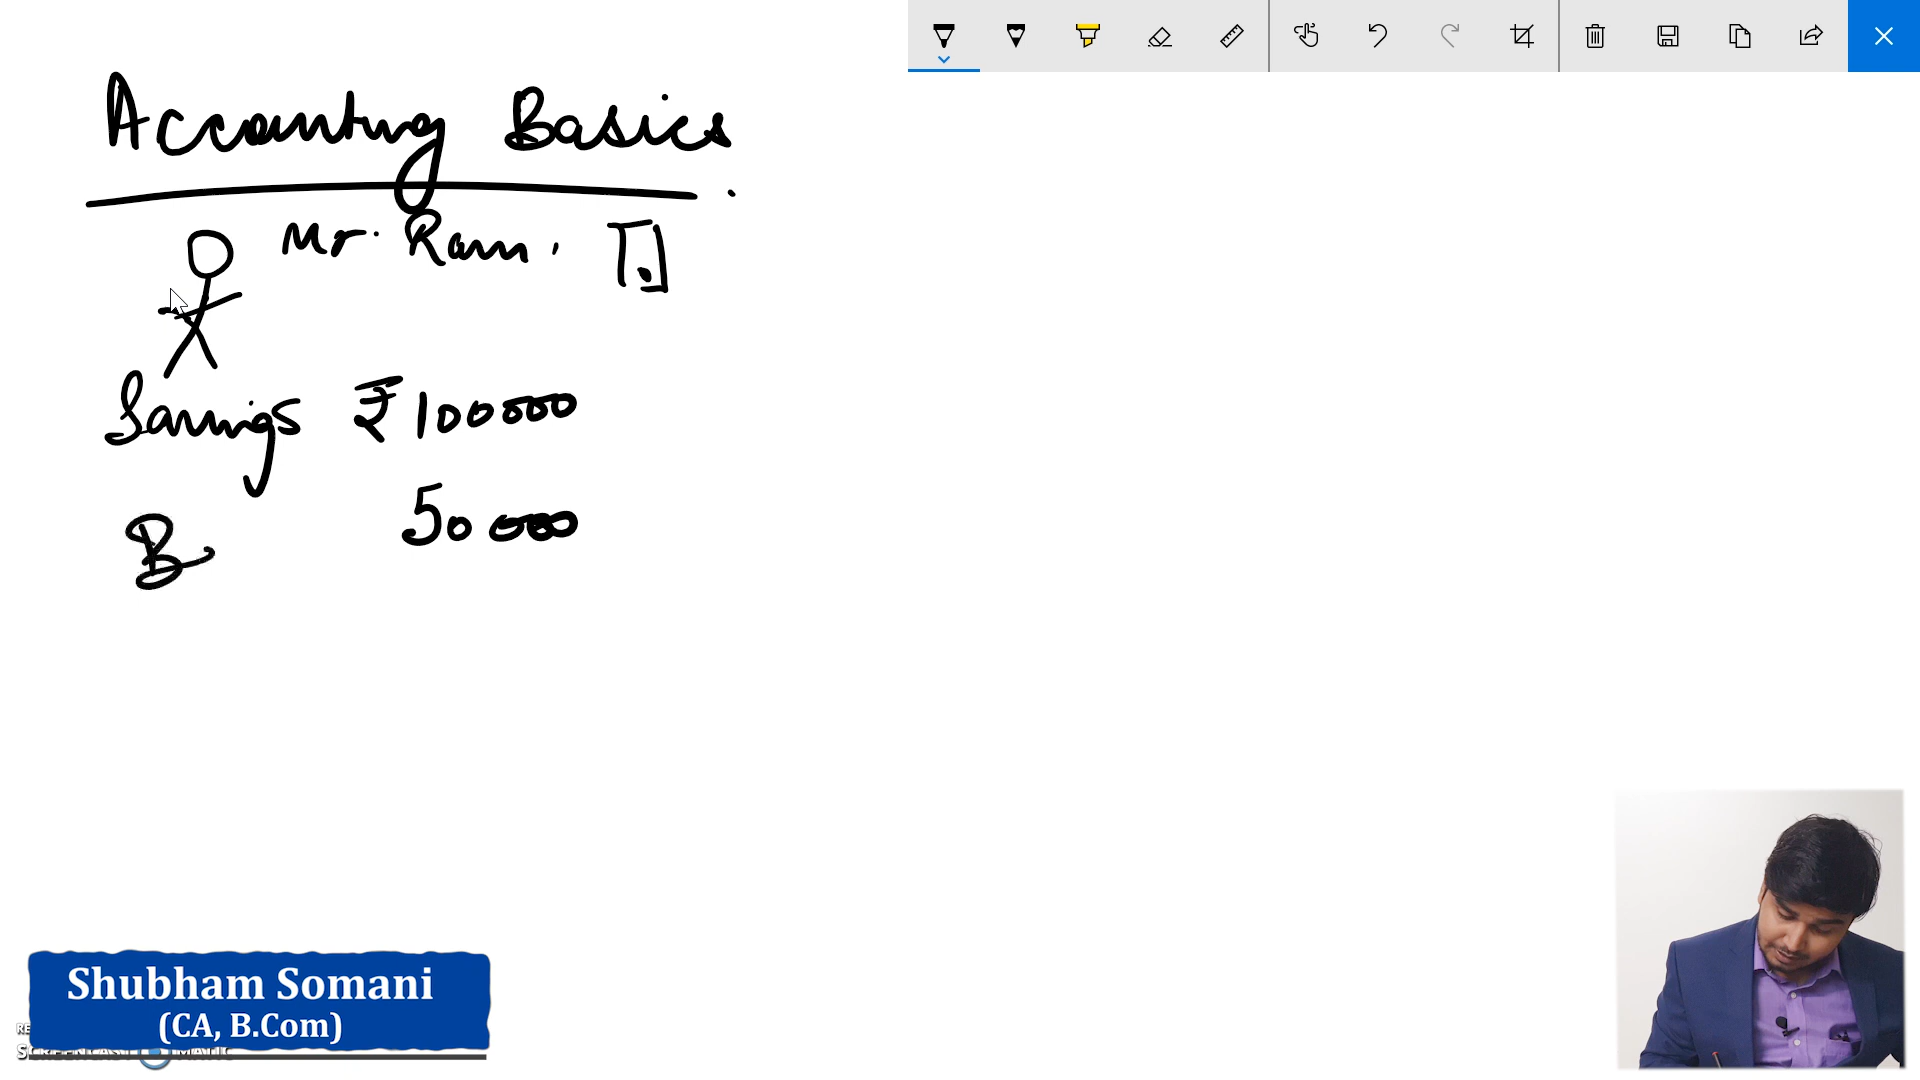 Accounting Basics
Mr. Ram.
Savings ₹100000
B 50000
Shubham Somani
(CA, B.Com)